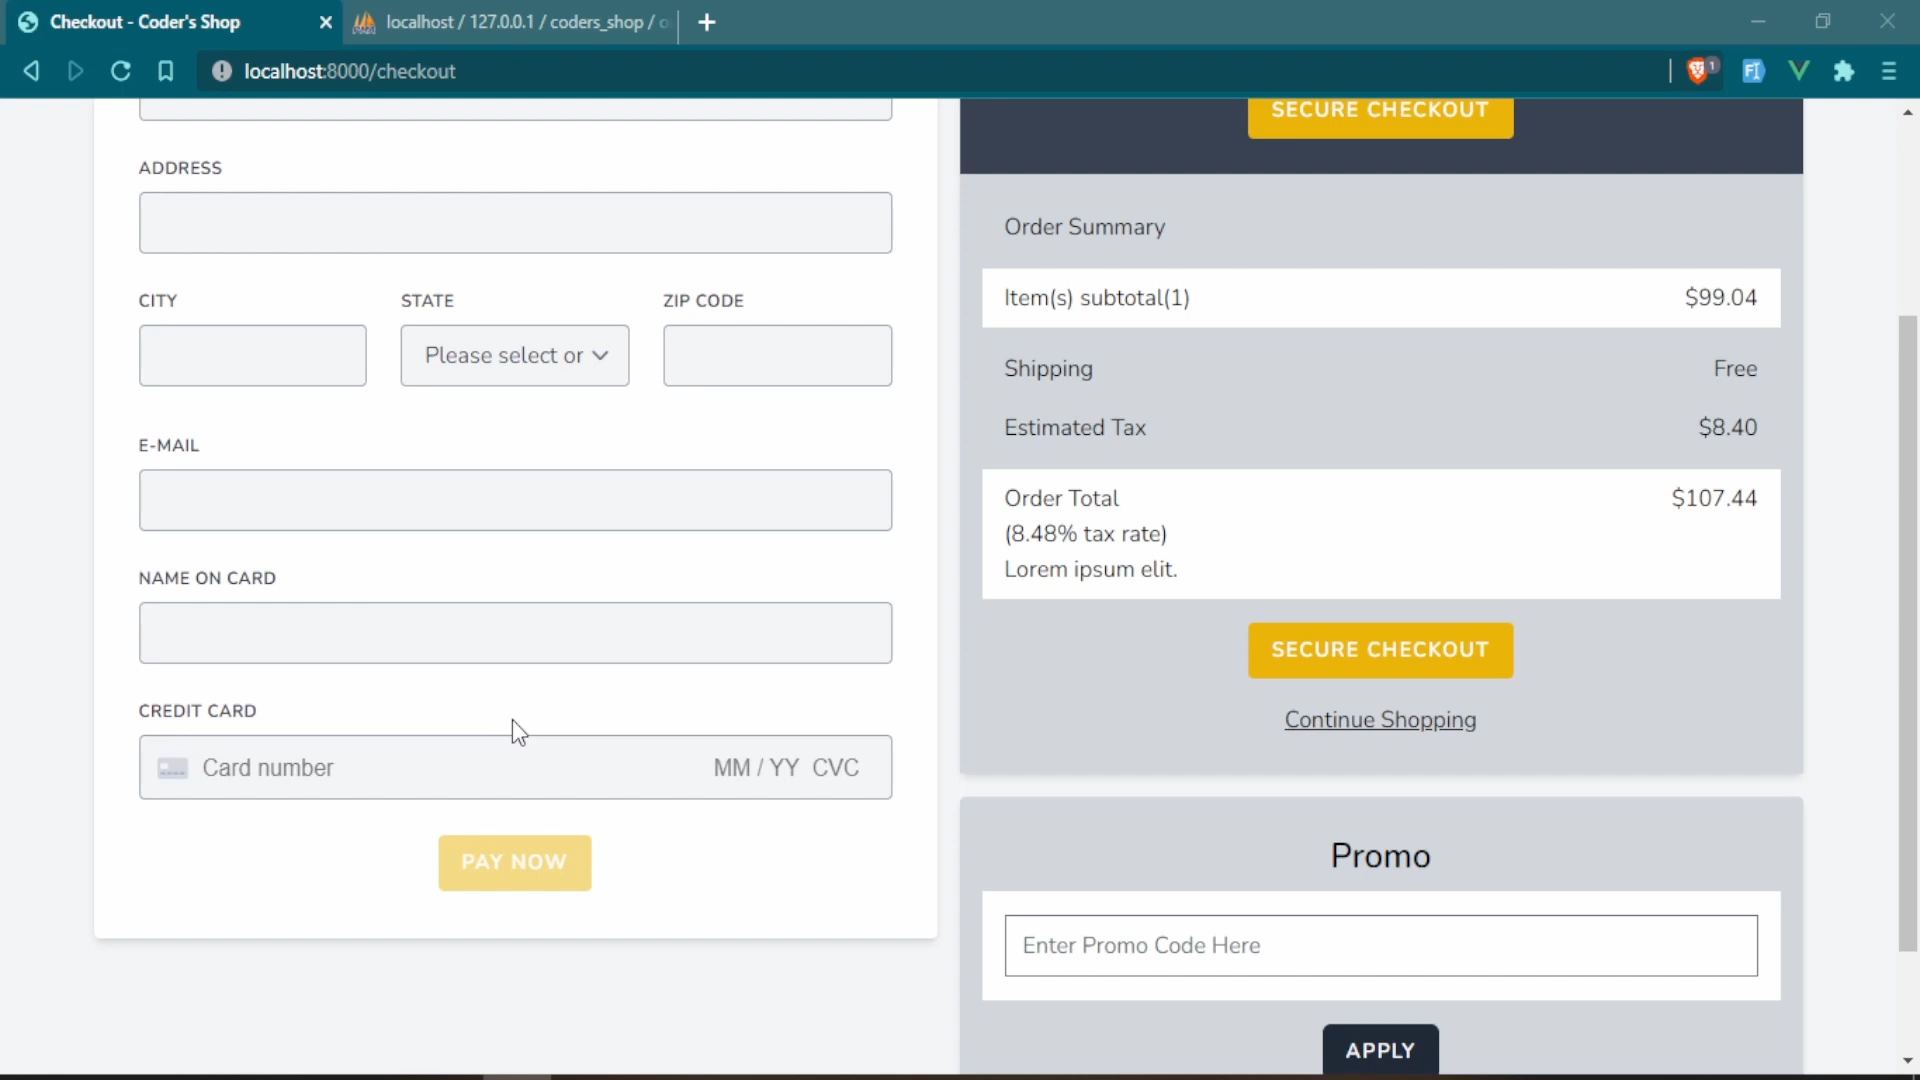 Checkout - Coder's Shop
localhost / 127.0.0.1 / coders_shop / o
localhost:8000/checkout
1
SECURE CHECKOUT
ADDRESS
CITY STATE ZIP CODE
Please select or
E-MAIL
NAME ON CARD
CREDIT CARD
Card number MM / YY CVC
PAY NOW
Order Summary
Item(s) subtotal(1) $99.04
Shipping Free
Estimated Tax $8.40
Order Total $107.44
(8.48% tax rate)
Lorem ipsum elit.
SECURE CHECKOUT
Continue Shopping
Promo
Enter Promo Code Here
APPLY